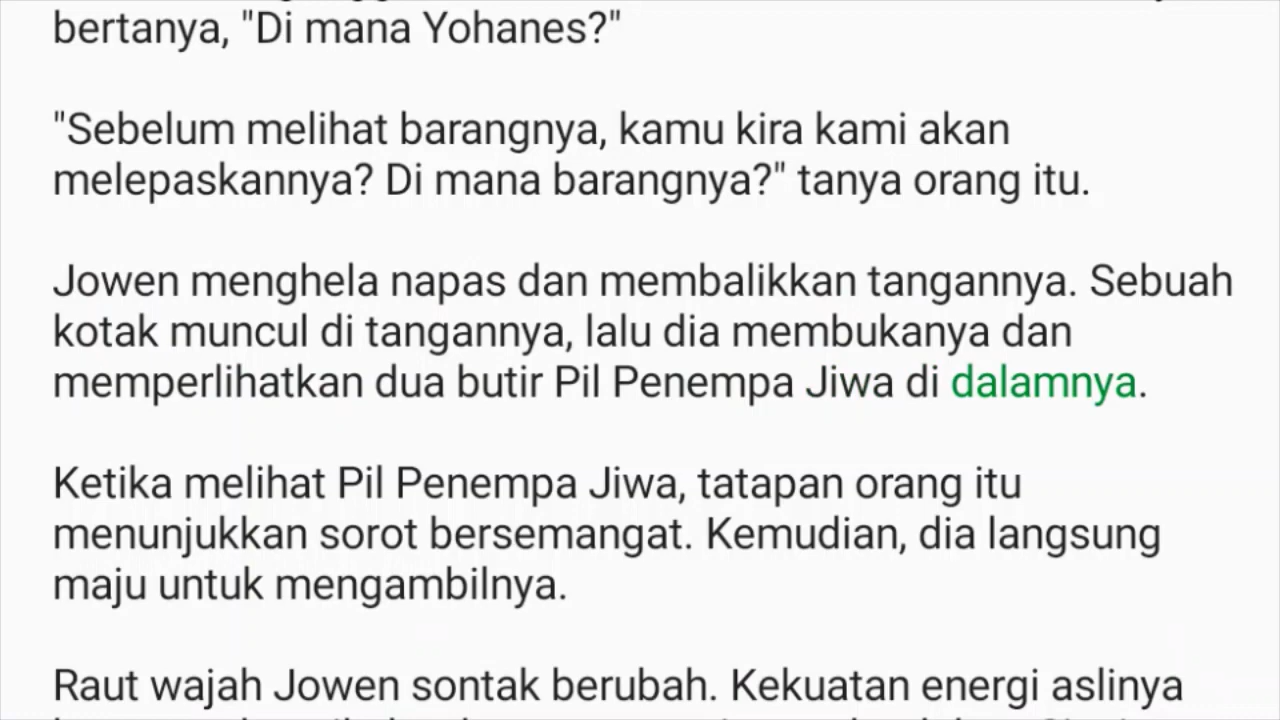 bertanya, "Di mana Yohanes?"
"Sebelum melihat barangnya, kamu kira kami akan
melepaskannya? Di mana barangnya?" tanya orang itu.
Jowen menghela napas dan membalikkan tangannya. Sebuah
kotak muncul di tangannya, lalu dia membukanya dan
memperlihatkan dua butir Pil Penempa Jiwa di dalamnya.
Ketika melihat Pil Penempa Jiwa, tatapan orang itu
menunjukkan sorot bersemangat. Kemudian, dia langsung
maju untuk mengambilnya.
Raut wajah Jowen sontak berubah. Kekuatan energi aslinya